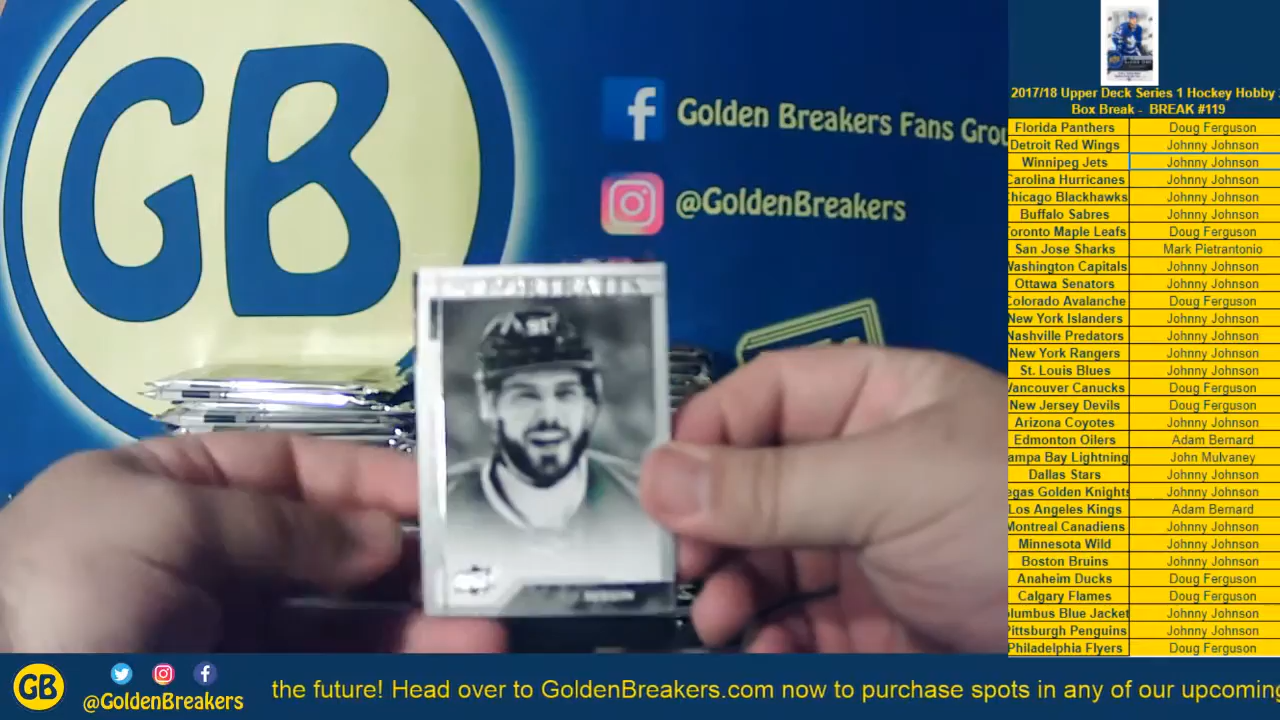 GB
Golden Breakers Fans Grou
@GoldenBreakers
PORTRAITS
91
2017/18 Upper Deck Series 1 Hockey Hobby
Box Break - BREAK #119
Florida Panthers Doug Ferguson
Detroit Red Wings Johnny Johnson
Winnipeg Jets Johnny Johnson
Carolina Hurricanes Johnny Johnson
Chicago Blackhawks Johnny Johnson
Buffalo Sabres Johnny Johnson
Toronto Maple Leafs Doug Ferguson
San Jose Sharks Mark Pietrantonio
Washington Capitals Johnny Johnson
Ottawa Senators Johnny Johnson
Colorado Avalanche Doug Ferguson
New York Islanders Johnny Johnson
Nashville Predators Johnny Johnson
New York Rangers Johnny Johnson
St. Louis Blues Johnny Johnson
Vancouver Canucks Doug Ferguson
New Jersey Devils Doug Ferguson
Arizona Coyotes Johnny Johnson
Edmonton Oilers Adam Bernard
ampa Bay Lightning John Mulvaney
Dallas Stars Johnny Johnson
egas Golden Knights Johnny Johnson
Los Angeles Kings Adam Bernard
Montreal Canadiens Johnny Johnson
Minnesota Wild Johnny Johnson
Boston Bruins Johnny Johnson
Anaheim Ducks Doug Ferguson
Calgary Flames Doug Ferguson
olumbus Blue Jacket Johnny Johnson
Pittsburgh Penguins Johnny Johnson
Philadelphia Flyers Doug Ferguson
GB
@GoldenBreakers
the future! Head over to GoldenBreakers.com now to purchase spots in any of our upcoming